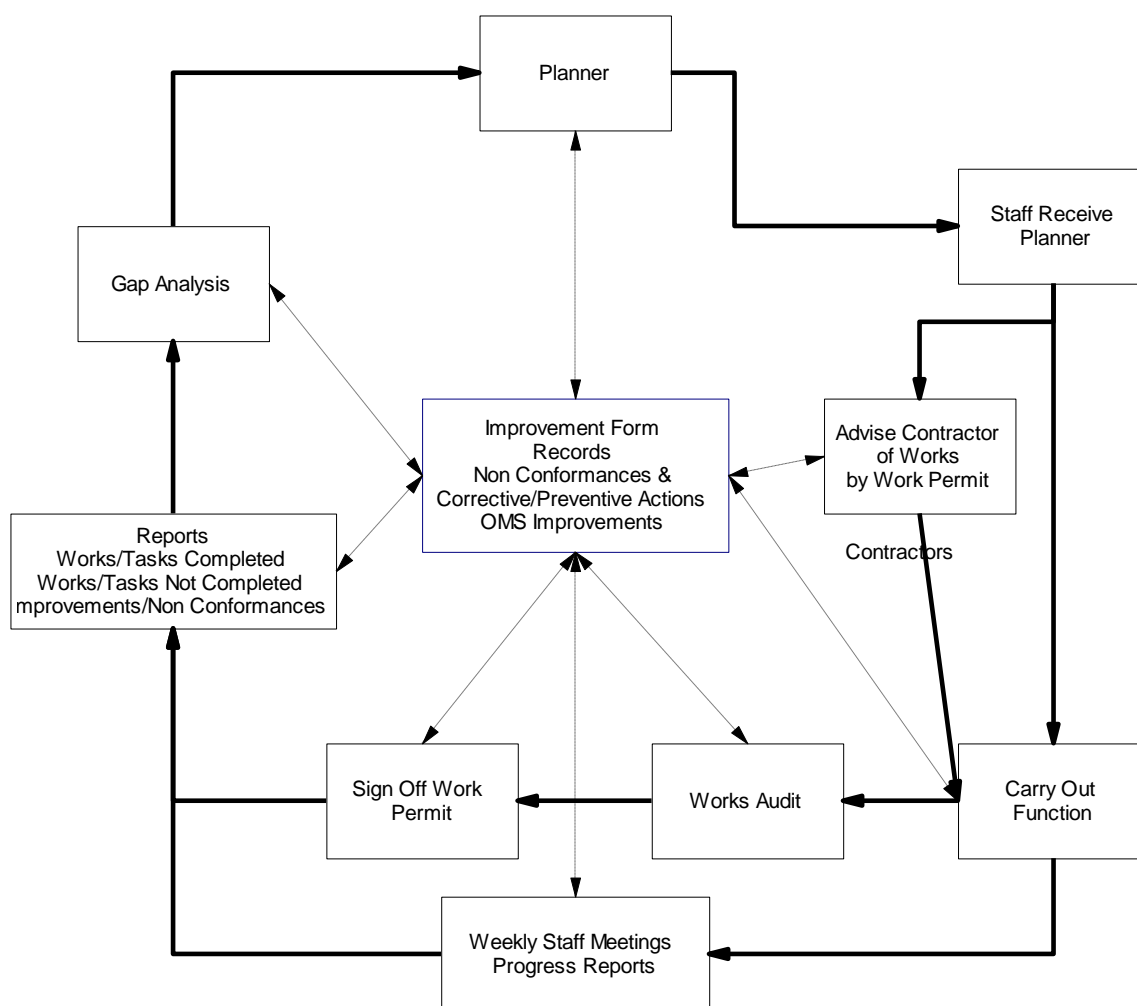 Planner
Staff Receive
Planner
Gap Analysis
Improvement Form
Records
Non Conformances &
Corrective/Preventive Actions
OMS Improvements
Advise Contractor
of Works
by Work Permit
Contractors
Reports
Works/Tasks Completed
Works/Tasks Not Completed
mprovements/Non Conformances
Sign Off Work
Permit
Works Audit
Carry Out
Function
Weekly Staff Meetings
Progress Reports